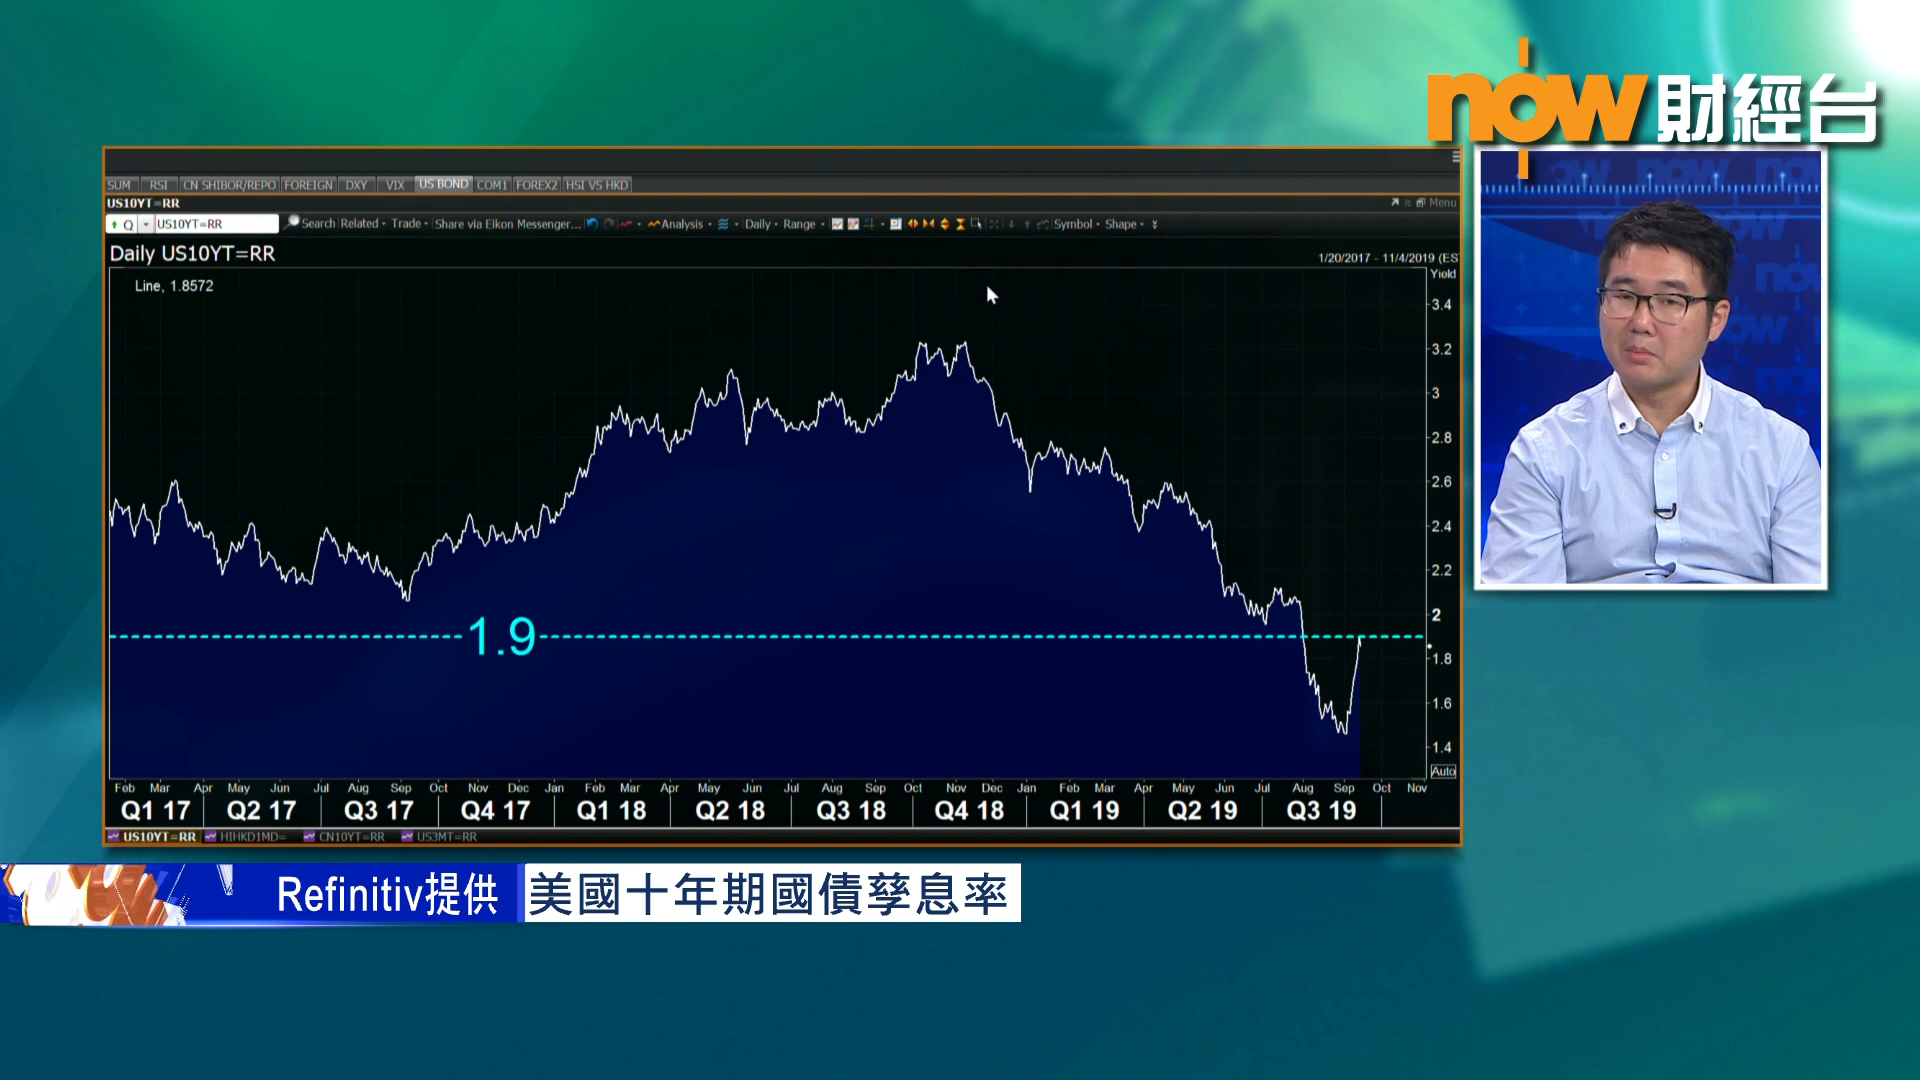 now 財經台
SUM RSI CN SHIBOR/REPO FOREIGN DXY VIX US BOND COM1 FOREX2 HSI VS HKD
US10YT=RR
Menu
Q US10YT=RR Search Related Trade Share via Eikon Messenger... Analysis Daily Range Symbol Shape
Daily US10YT=RR
1/20/2017 - 11/4/2019 (ES
Yield
Line, 1.8572
3.4
3.2
3
2.8
2.6
2.4
2.2
2
1.9
1.8
1.6
1.4
Auto
Feb Mar Apr May Jun Jul Aug Sep Oct Nov Dec Jan Feb Mar Apr May Jun Jul Aug Sep Oct Nov Dec Jan Feb Mar Apr May Jun Jul Aug Sep Oct Nov
Q1 17 Q2 17 Q3 17 Q4 17 Q1 18 Q2 18 Q3 18 Q4 18 Q1 19 Q2 19 Q3 19
US10YT=RR HIHKD1MD= CN10YT=RR US3MT=RR
Refinitiv提供 美國十年期國債孳息率